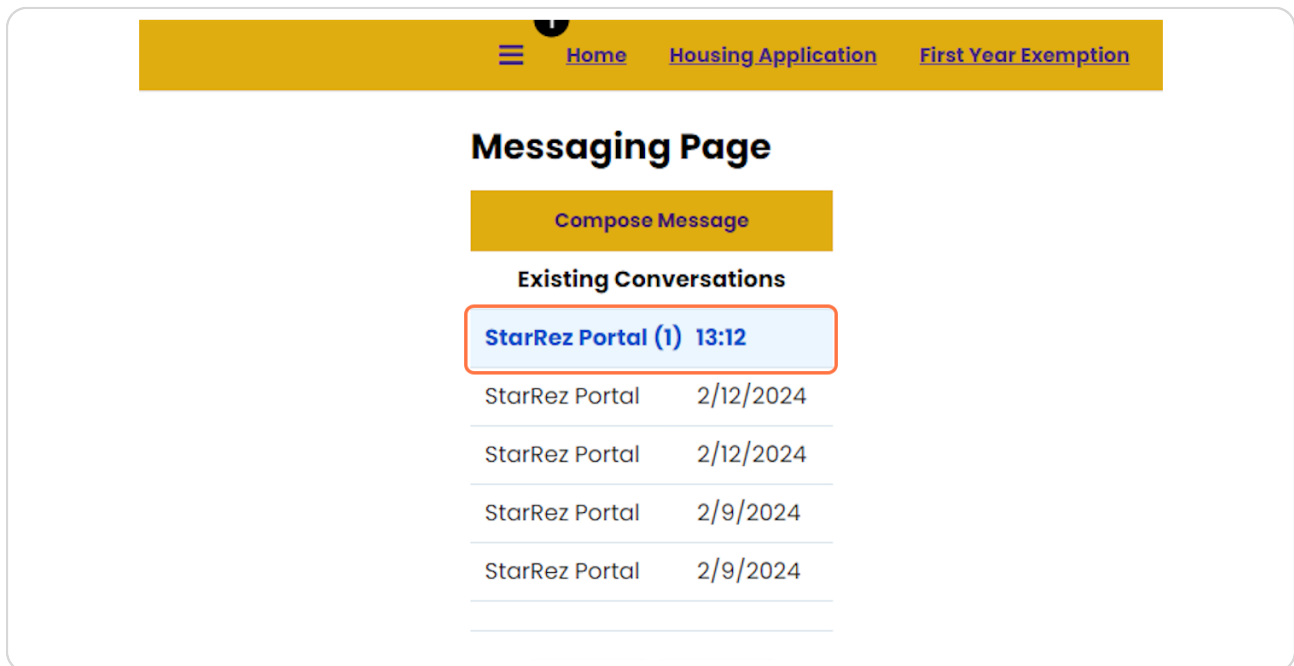 Home Housing Application First Year Exemption
Messaging Page
Compose Message
Existing Conversations
StarRez Portal (1) 13:12
StarRez Portal 2/12/2024
StarRez Portal 2/12/2024
StarRez Portal 2/9/2024
StarRez Portal 2/9/2024